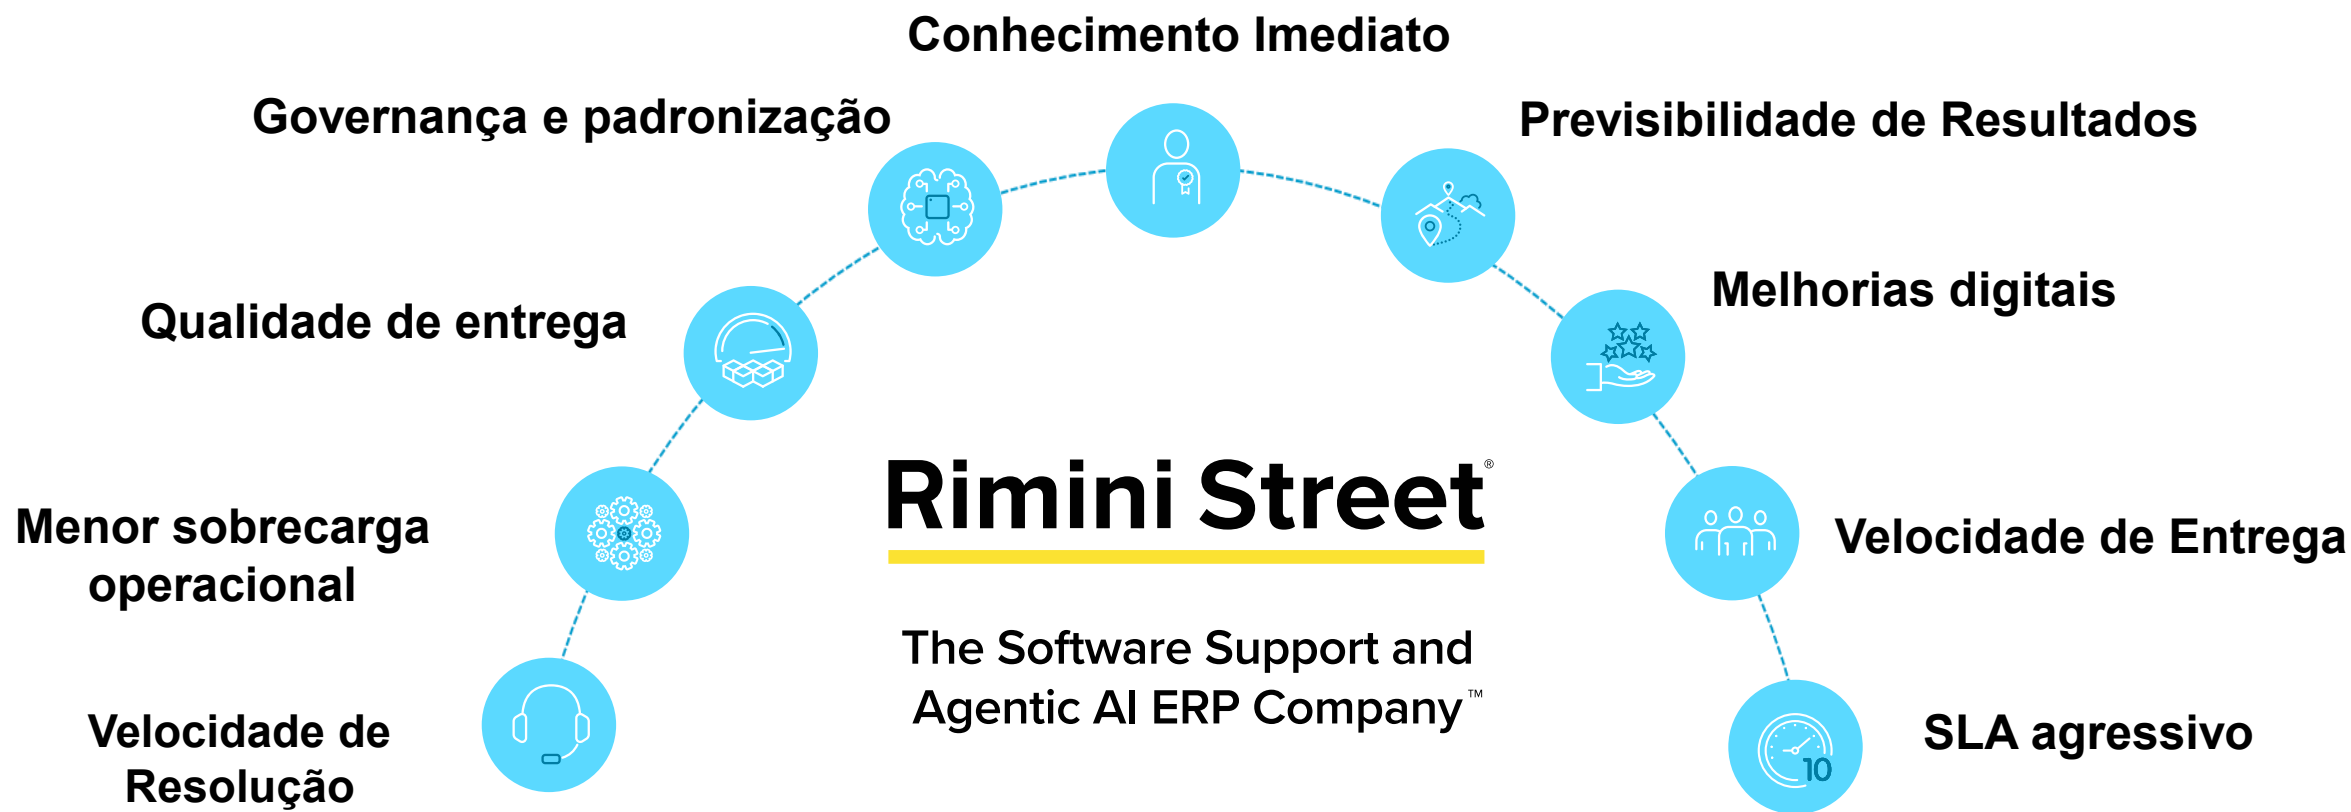 Conhecimento Imediato
Governança e padronização
Previsibilidade de Resultados
Melhorias digitais
Qualidade de entrega
Rimini Street®
Menor sobrecarga
operacional
Velocidade de Entrega
The Software Support and
Agentic AI ERP Company™
Velocidade de
Resolução
SLA agressivo
10